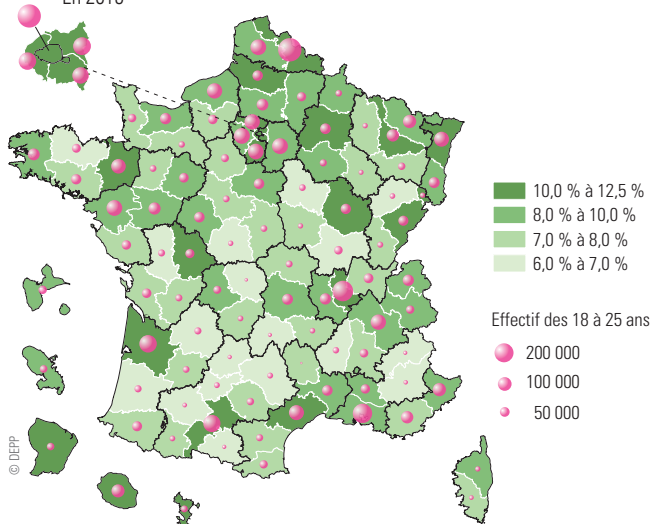 En 2016
10,0 % à 12,5 %
8,0 % à 10,0 %
7,0 % à 8,0 %
6,0 % à 7,0 %
Effectif des 18 à 25 ans
200 000
100 000
50 000
© DEPP